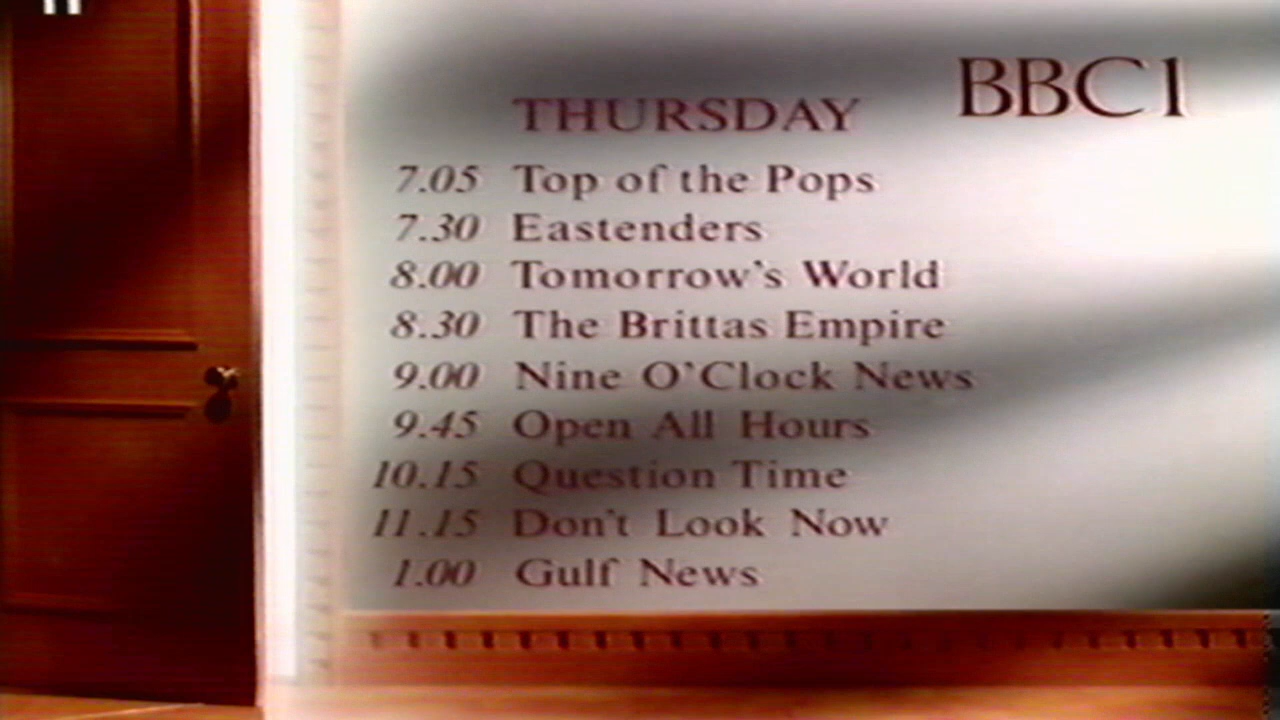 BBC1
THURSDAY
7.05 Top of the Pops
7.30 Eastenders
8.00 Tomorrow's World
8.30 The Brittas Empire
9.00 Nine O'Clock News
9.45 Open All Hours
10.15 Question Time
11.15 Don't Look Now
1.00 Gulf News